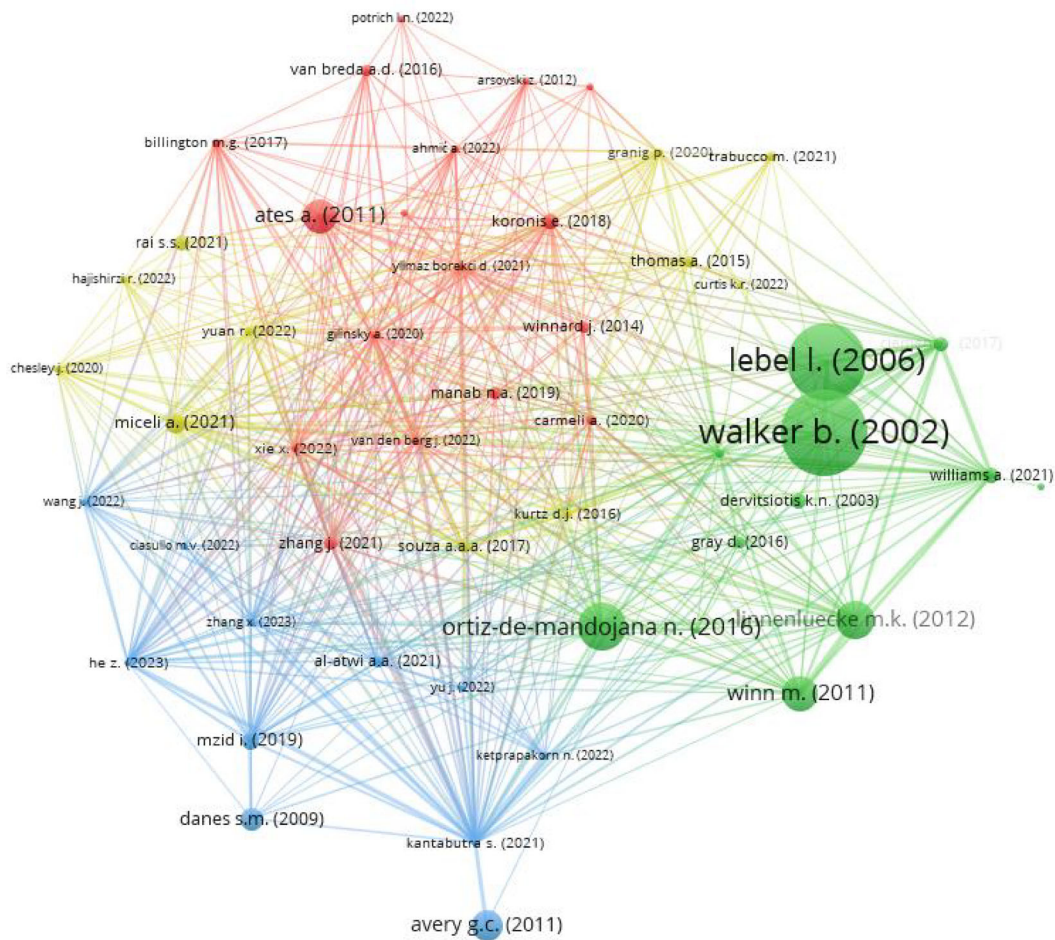 potrich l.n. (2022)
van breda a.d. (2016)
arsovski z. (2012)
billington m.g. (2017)
ahmić a. (2022)
granig p. (2020)
trabucco m. (2021)
ates a. (2011)
koronis e. (2018)
rai s.s. (2021)
thomas a. (2015)
yilmaz borekci d. (2021)
hajishirzi r. (2022)
curtis k.r. (2022)
yuan r. (2022)
gilinsky a. (2020)
winnard j. (2014)
(2017)
lebel l. (2006)
chesley j. (2020)
manab n.a. (2019)
miceli a. (2021)
carmeli a. (2020)
walker b. (2002)
xie x. (2022)
van den berg j. (2022)
williams a. (2021)
wang j. (2022)
dervitsiotis k.n. (2003)
kurtz d.j. (2016)
ciasullo m.v. (2022)
zhang j. (2021)
souza a.a.a. (2017)
gray d. (2016)
zhang x. (2023)
ortiz-de-mandojana n. (2016)
linnenluecke m.k. (2012)
he z. (2023)
al-atwi a.a. (2021)
yu j. (2022)
winn m. (2011)
mzid i. (2019)
ketprapakorn n. (2022)
danes s.m. (2009)
kantabutra s. (2021)
avery g.c. (2011)